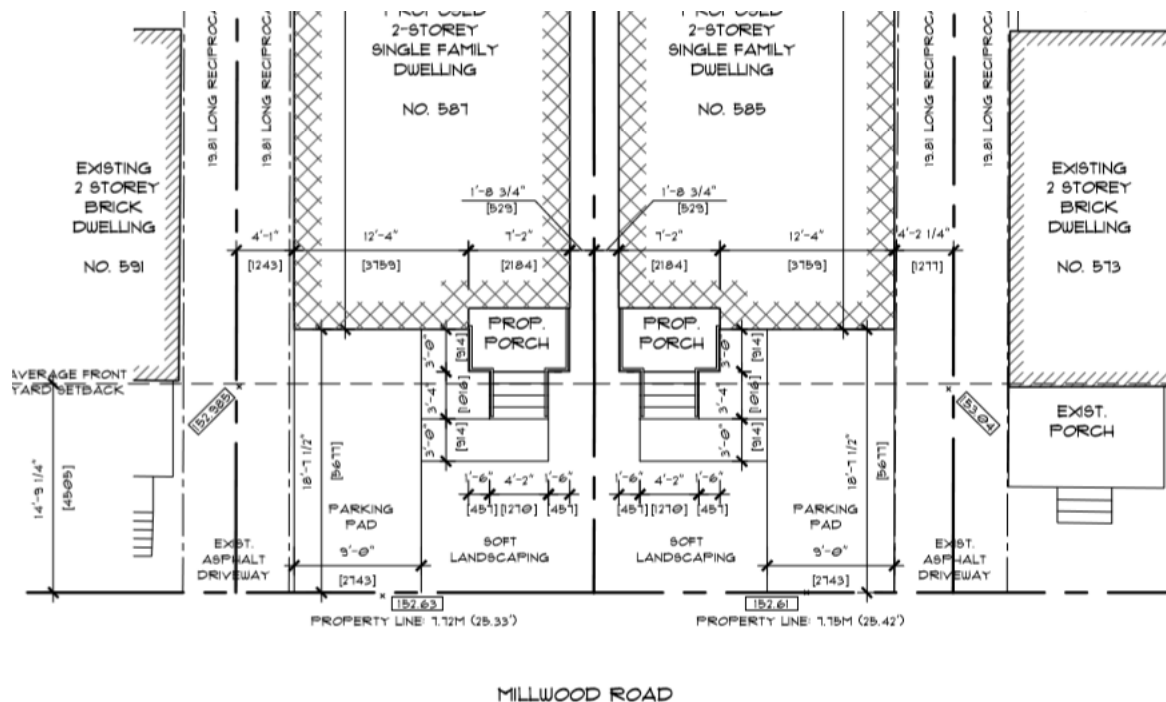 PROPOSED
2-STOREY
SINGLE FAMILY
DWELLING
NO. 587
PROPOSED
2-STOREY
SINGLE FAMILY
DWELLING
NO. 585
19.81 LONG RECIPROCA
19.81 LONG RECIPROCA
19.81 LONG RECIPROCA
19.81 LONG RECIPROCA
EXISTING
2 STOREY
BRICK
DWELLING
NO. 591
EXISTING
2 STOREY
BRICK
DWELLING
NO. 573
1'-8 3/4"
[529]
1'-8 3/4"
[529]
4'-1"
[1243]
12'-4"
[3759]
7'-2"
[2184]
7'-2"
[2184]
12'-4"
[3759]
4'-2 1/4"
[1277]
PROP.
PORCH
PROP.
PORCH
3'-0"
[914]
3'-4"
[1016]
3'-0"
[914]
3'-0"
[914]
3'-4"
[1016]
3'-0"
[914]
AVERAGE FRONT
YARD SETBACK
152.985
153.04
EXIST.
PORCH
14'-9 1/4"
[4505]
18'-7 1/2"
[5677]
18'-7 1/2"
[5677]
1'-6" 4'-2" 1'-6"
[457] [1270] [457]
1'-6" 4'-2" 1'-6"
[457] [1270] [457]
PARKING
PAD
9'-0"
[2743]
PARKING
PAD
9'-0"
[2743]
SOFT
LANDSCAPING
SOFT
LANDSCAPING
EXIST.
ASPHALT
DRIVEWAY
EXIST.
ASPHALT
DRIVEWAY
152.63
152.61
PROPERTY LINE: 7.72M (25.33')
PROPERTY LINE: 7.75M (25.42')
MILLWOOD ROAD